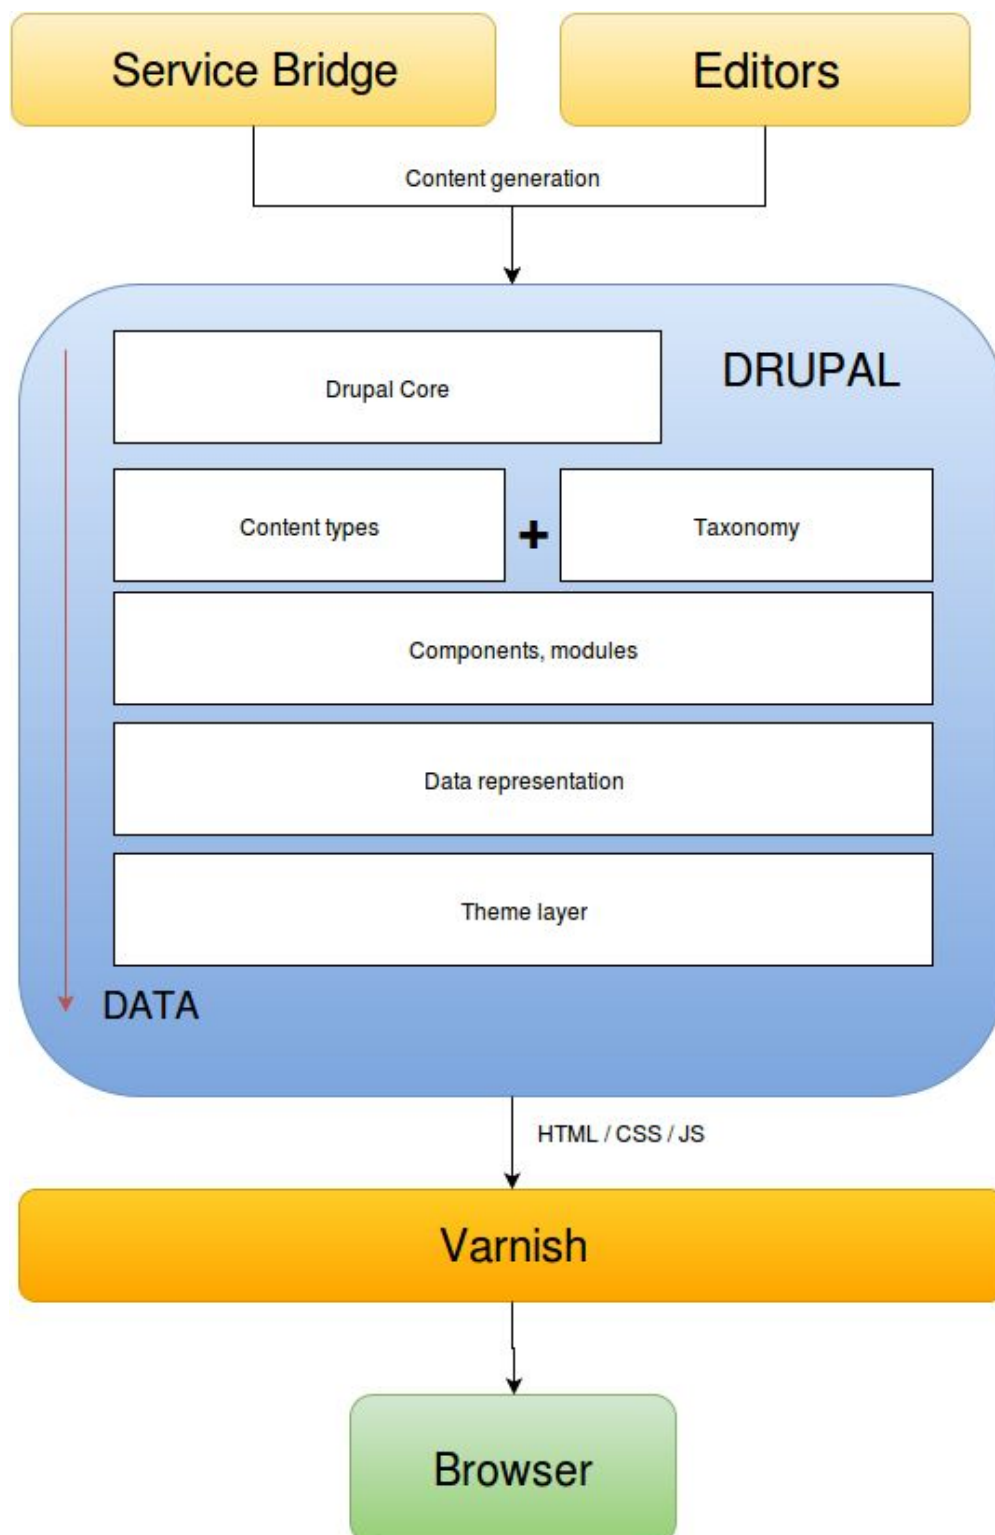 Service Bridge
Editors
Content generation
DRUPAL
Drupal Core
Content types
+
Taxonomy
Components, modules
Data representation
Theme layer
DATA
HTML / CSS / JS
Varnish
Browser